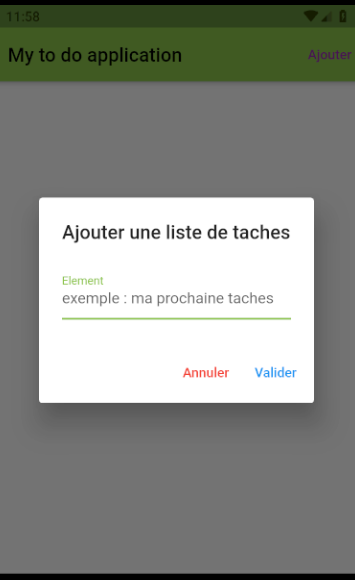 11:58
My to do application
Ajouter
Ajouter une liste de taches
Element
exemple : ma prochaine taches
Annuler
Valider